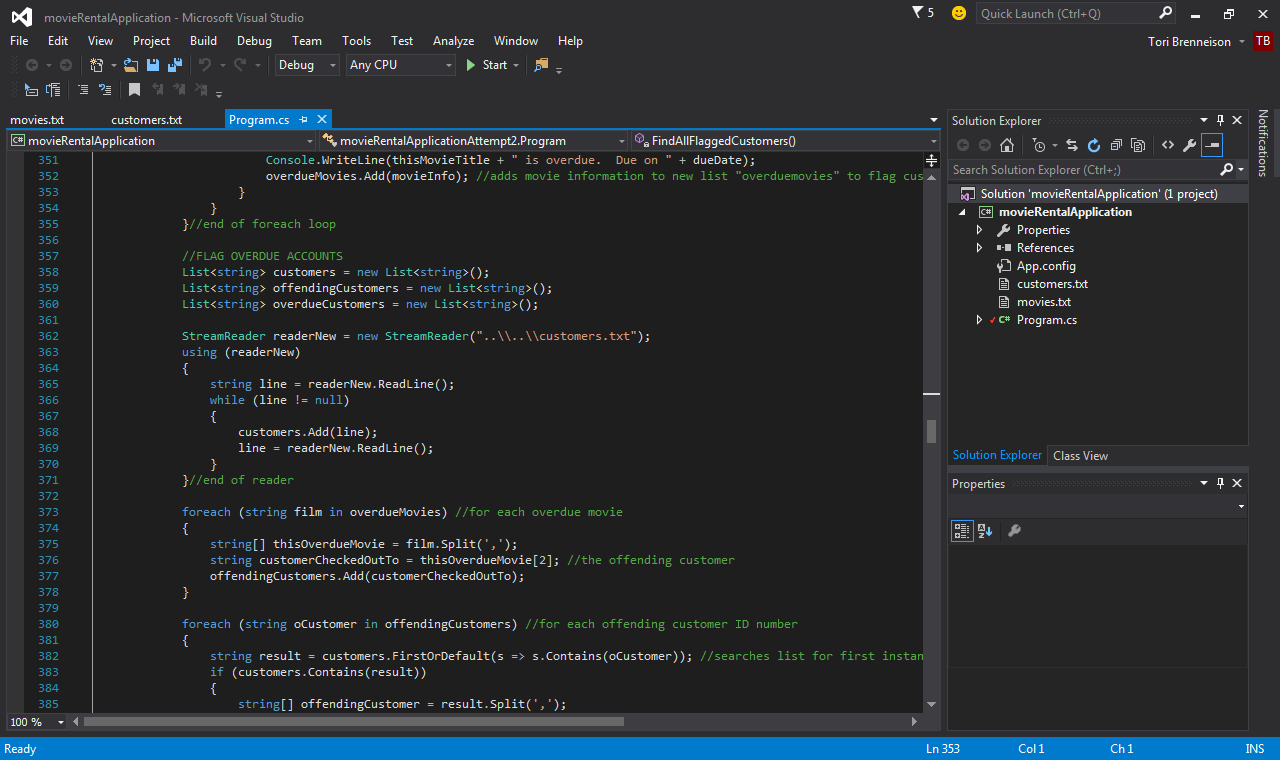 movieRentalApplication - Microsoft Visual Studio
5
Quick Launch (Ctrl+Q)
File Edit View Project Build Debug Team Tools Test Analyze Window Help
Tori Brenneison TB
Debug Any CPU Start
movies.txt customers.txt Program.cs
movieRentalApplication movieRentalApplicationAttempt2.Program FindAllFlaggedCustomers()
351 Console.WriteLine(thisMovieTitle + " is overdue.  Due on " + dueDate);
352 overdueMovies.Add(movieInfo); //adds movie information to new list "overduemovies" to flag cus
353 }
354 }
355 }//end of foreach loop
356
357 //FLAG OVERDUE ACCOUNTS
358 List<string> customers = new List<string>();
359 List<string> offendingCustomers = new List<string>();
360 List<string> overdueCustomers = new List<string>();
361
362 StreamReader readerNew = new StreamReader("..\\..\\customers.txt");
363 using (readerNew)
364 {
365 string line = readerNew.ReadLine();
366 while (line != null)
367 {
368 customers.Add(line);
369 line = readerNew.ReadLine();
370 }
371 }//end of reader
372
373 foreach (string film in overdueMovies) //for each overdue movie
374 {
375 string[] thisOverdueMovie = film.Split(',');
376 string customerCheckedOutTo = thisOverdueMovie[2]; //the offending customer
377 offendingCustomers.Add(customerCheckedOutTo);
378 }
379
380 foreach (string oCustomer in offendingCustomers) //for each offending customer ID number
381 {
382 string result = customers.FirstOrDefault(s => s.Contains(oCustomer)); //searches list for first instan
383 if (customers.Contains(result))
384 {
385 string[] offendingCustomer = result.Split(',');
100 %
Solution Explorer
Search Solution Explorer (Ctrl+;)
Solution 'movieRentalApplication' (1 project)
C# movieRentalApplication
Properties
References
App.config
customers.txt
movies.txt
C# Program.cs
Solution Explorer Class View
Properties
Notifications
Ready Ln 353 Col 1 Ch 1 INS